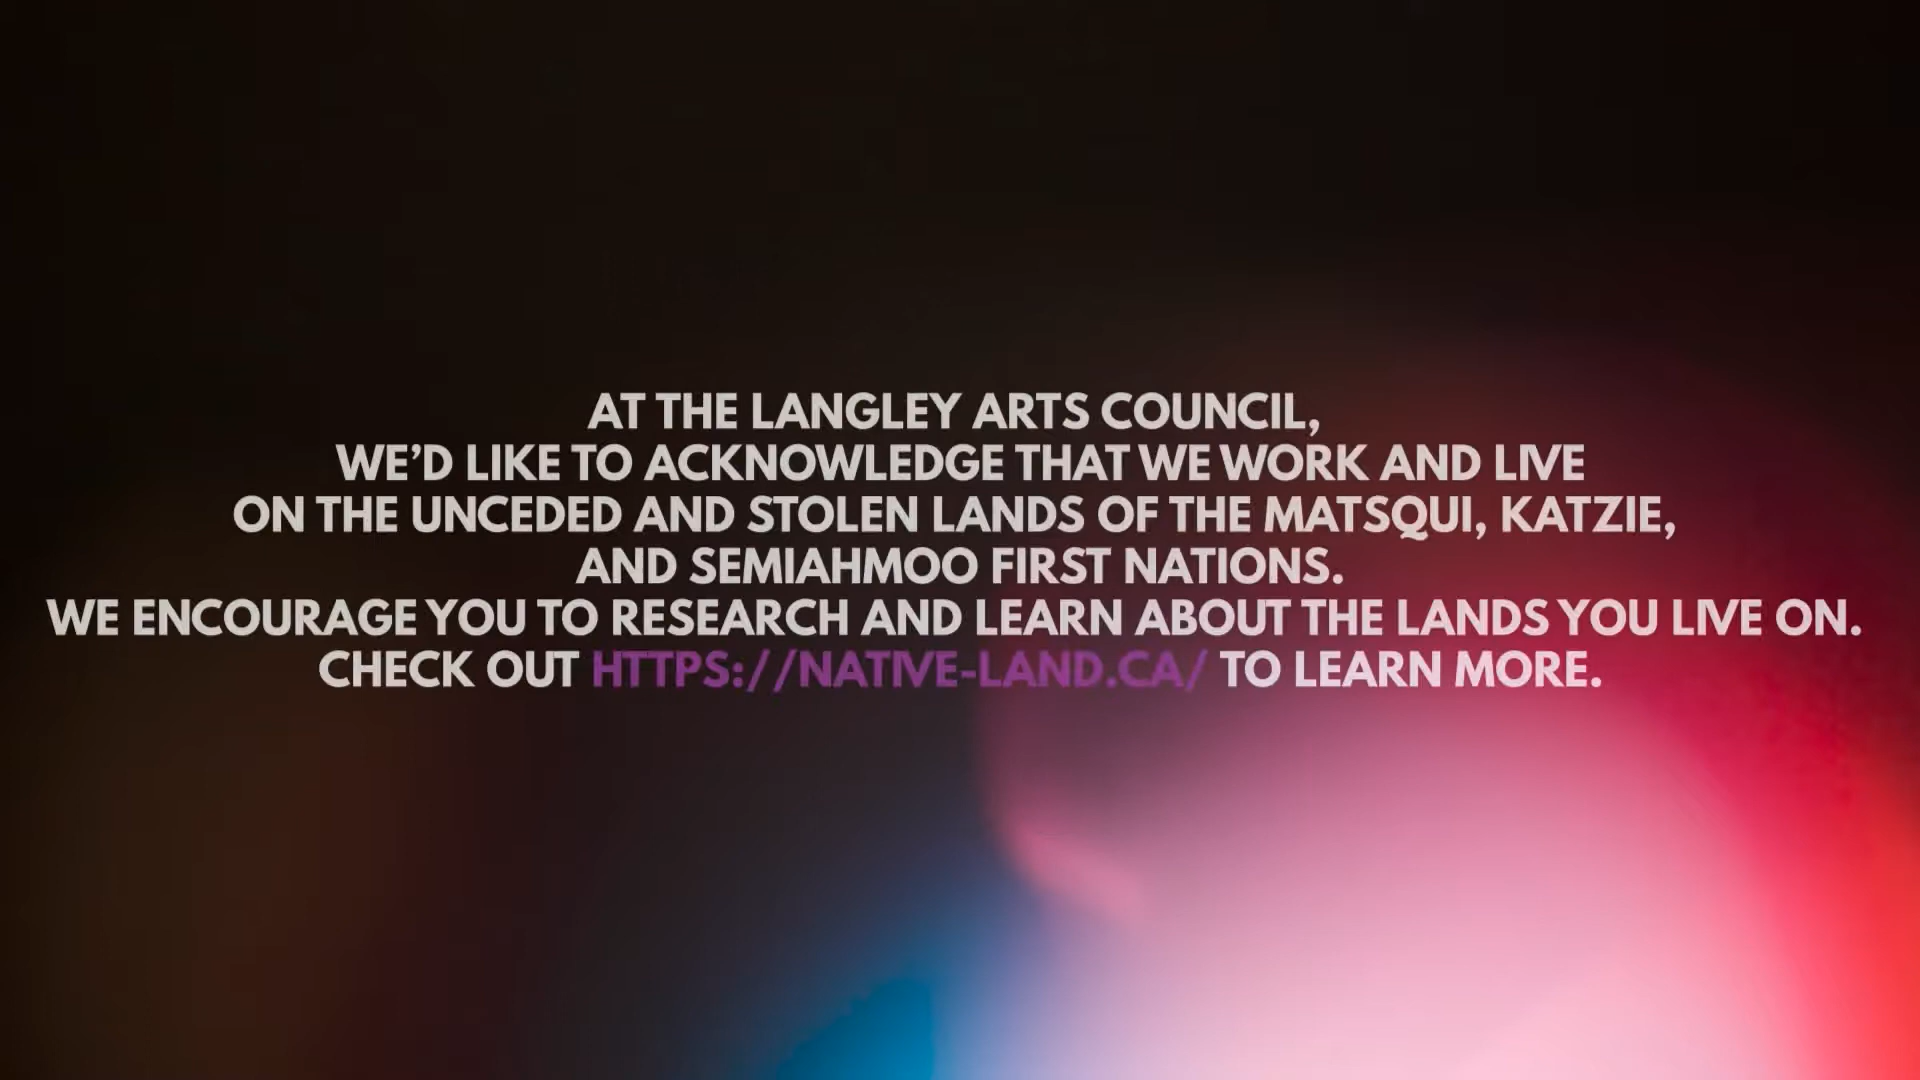 AT THE LANGLEY ARTS COUNCIL,
WE’D LIKE TO ACKNOWLEDGE THAT WE WORK AND LIVE
ON THE UNCEDED AND STOLEN LANDS OF THE MATSQUI, KATZIE,
AND SEMIAHMOO FIRST NATIONS.
WE ENCOURAGE YOU TO RESEARCH AND LEARN ABOUT THE LANDS YOU LIVE ON.
CHECK OUT HTTPS://NATIVE-LAND.CA/ TO LEARN MORE.